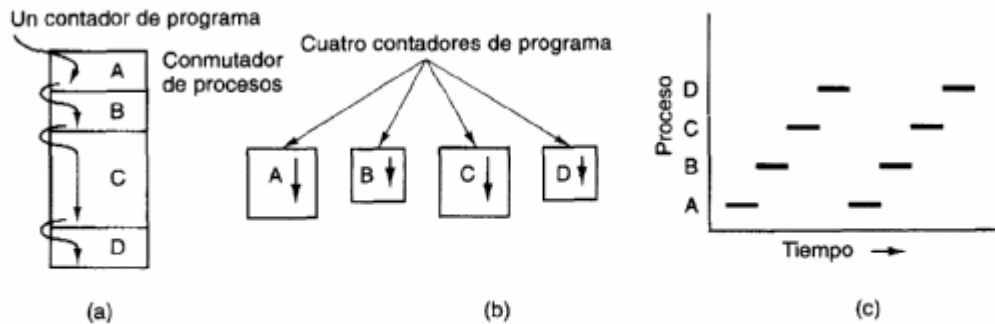 Un contador de programa
Conmutador
de procesos
A
B
C
D
(a)
Cuatro contadores de programa
A
B
C
D
(b)
Proceso
D
C
B
A
Tiempo
(c)